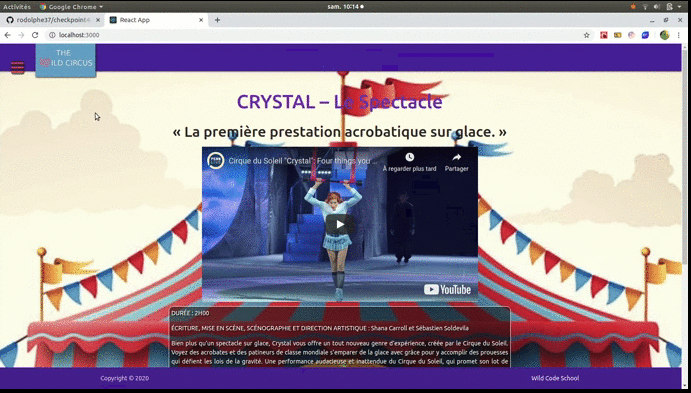 Activités Google Chrome sam. 10:14
rodolphe37/checkpoint4 React App
localhost:3000
THE
WILD CIRCUS
CRYSTAL – Le Spectacle
« La première prestation acrobatique sur glace. »
PARK
Cirque du Soleil "Crystal": Four things you ...
À regarder plus tard Partager
YouTube
DURÉE : 2H00
ÉCRITURE, MISE EN SCÈNE, SCÉNOGRAPHIE ET DIRECTION ARTISTIQUE : Shana Carroll et Sébastien Soldevila
Bien plus qu'un spectacle sur glace, Crystal vous offre un tout nouveau genre d'expérience, créée par le Cirque du Soleil.
Voyez des acrobates et des patineurs de classe mondiale s'emparer de la glace avec grâce pour y accomplir des prouesses
qui défient les lois de la gravité. Une performance audacieuse et inattendue du Cirque du Soleil, qui promet son lot de
Copyright © 2020 Wild Code School